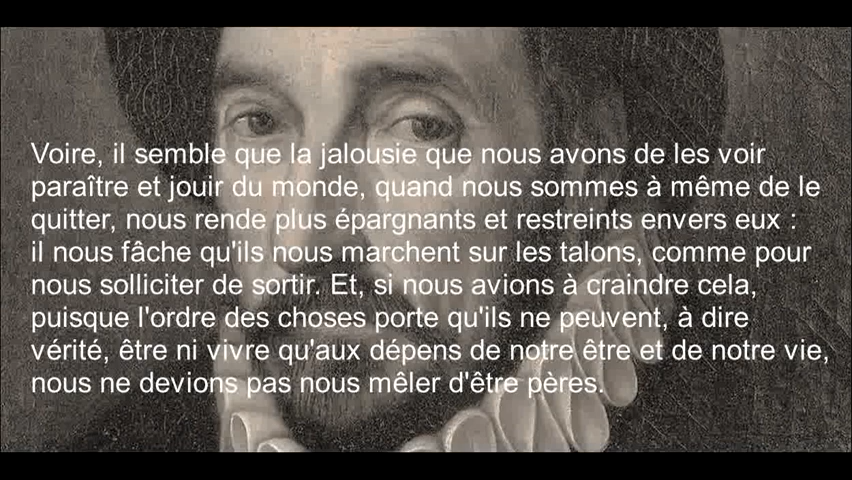 Voire, il semble que la jalousie que nous avons de les voir
paraître et jouir du monde, quand nous sommes à même de le
quitter, nous rende plus épargnants et restreints envers eux :
il nous fâche qu'ils nous marchent sur les talons, comme pour
nous solliciter de sortir. Et, si nous avions à craindre cela,
puisque l'ordre des choses porte qu'ils ne peuvent, à dire
vérité, être ni vivre qu'aux dépens de notre être et de notre vie,
nous ne devions pas nous mêler d'être pères.